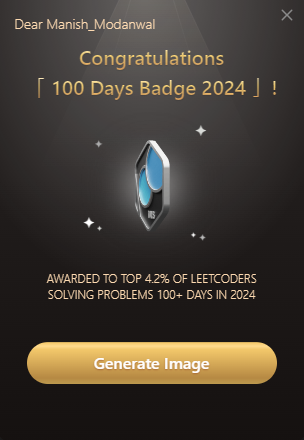 Dear Manish_Modanwal
Congratulations
「 100 Days Badge 2024 」 !
AWARDED TO TOP 4.2% OF LEETCODERS
SOLVING PROBLEMS 100+ DAYS IN 2024
Generate Image